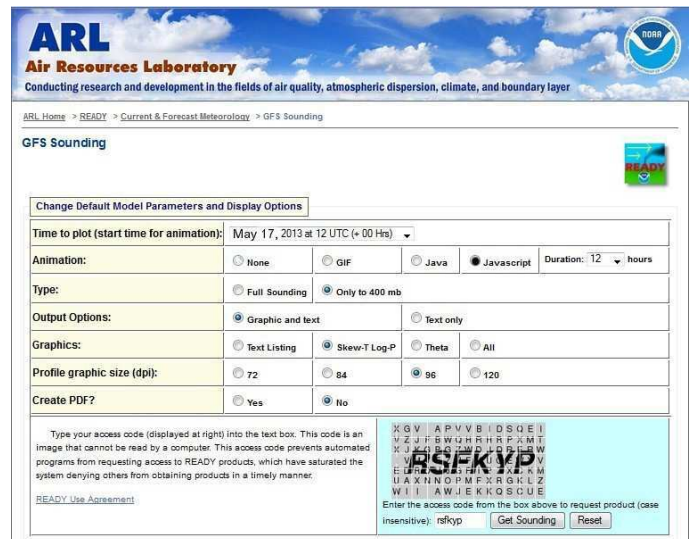 ARL
NOAA
Air Resources Laboratory
Conducting research and development in the fields of air quality, atmospheric dispersion, climate, and boundary layer
ARL Home > READY > Current & Forecast Meteorology > GFS Sounding
GFS Sounding
READY
Change Default Model Parameters and Display Options
Time to plot (start time for animation): May 17, 2013 at 12 UTC (+ 00 Hrs)
Animation: None GIF Java Javascript Duration: 12 hours
Type: Full Sounding Only to 400 mb
Output Options: Graphic and text Text only
Graphics: Text Listing Skew-T Log-P Theta All
Profile graphic size (dpi): 72 84 96 120
Create PDF? Yes No
Type your access code (displayed at right) into the text box. This code is an
image that cannot be read by a computer. This access code prevents automated
programs from requesting access to READY products, which have saturated the
system denying others from obtaining products in a timely manner.
READY Use Agreement
RSFKYP
Enter the access code from the box above to request product (case
insensitive): rsfkyp Get Sounding Reset